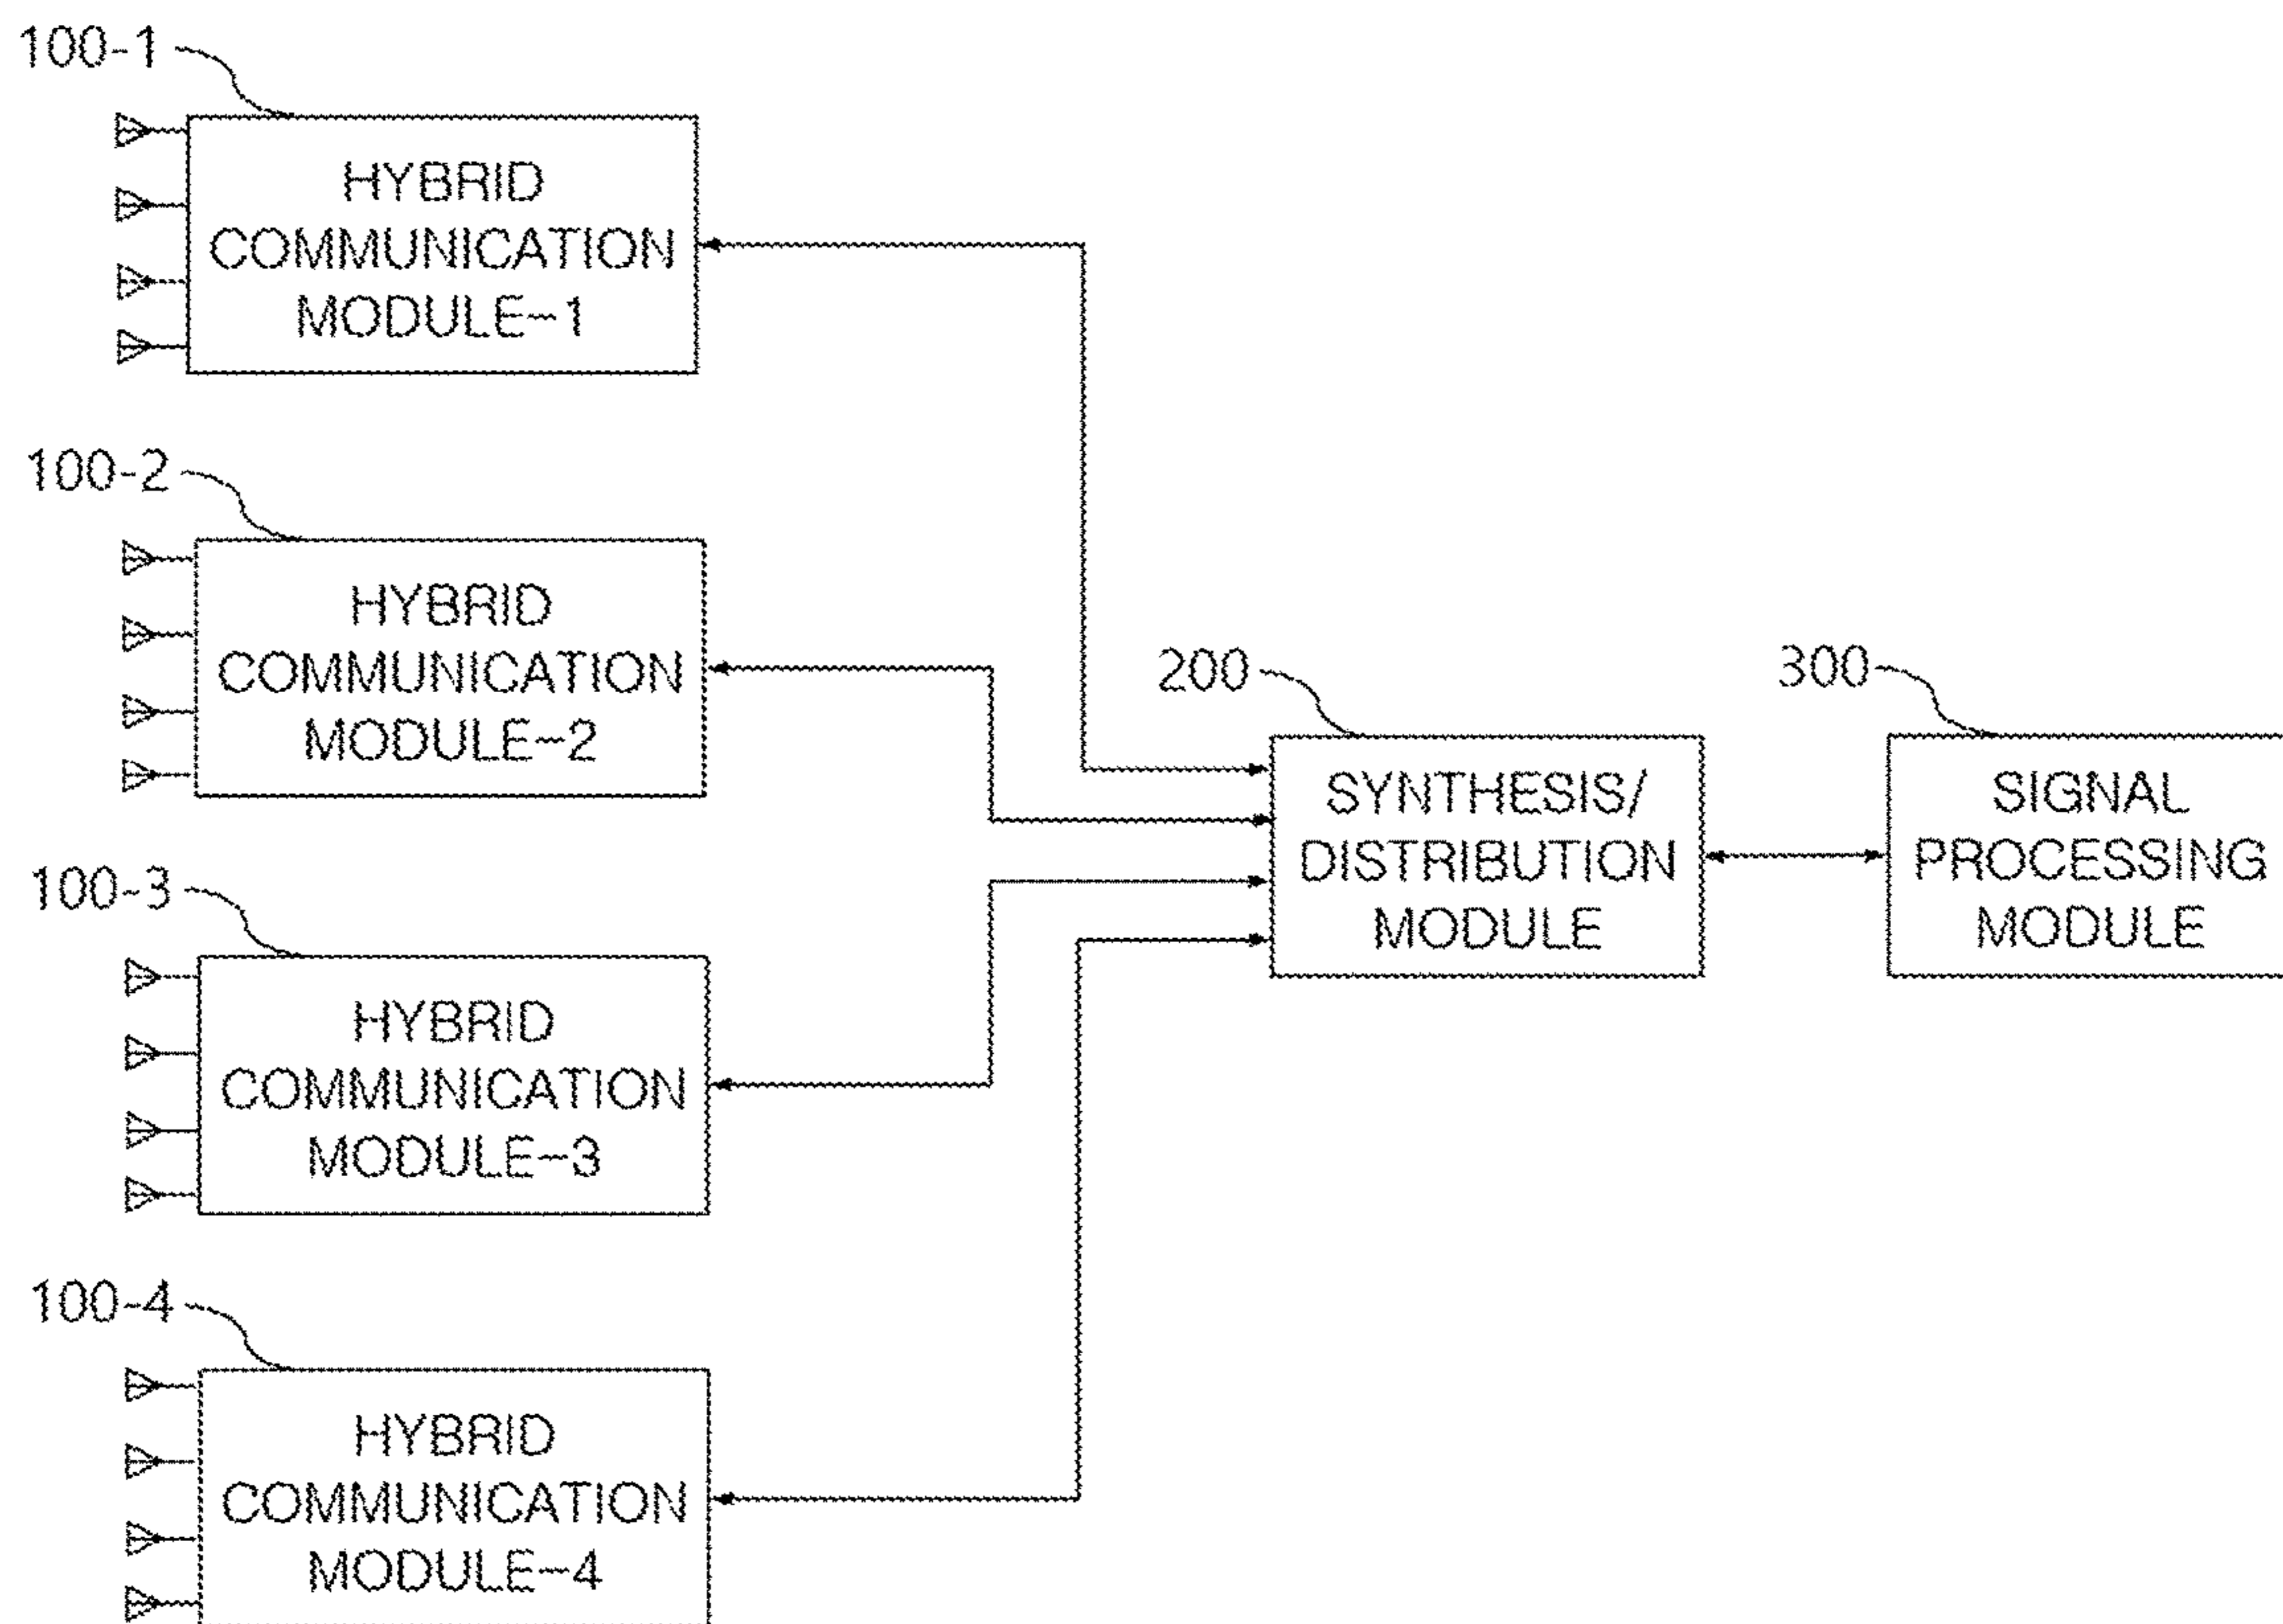 100-1
HYBRID
COMMUNICATION
MODULE-1
100-2
HYBRID
COMMUNICATION
MODULE-2
100-3
HYBRID
COMMUNICATION
MODULE-3
100-4
HYBRID
COMMUNICATION
MODULE-4
200
SYNTHESIS/
DISTRIBUTION
MODULE
300
SIGNAL
PROCESSING
MODULE